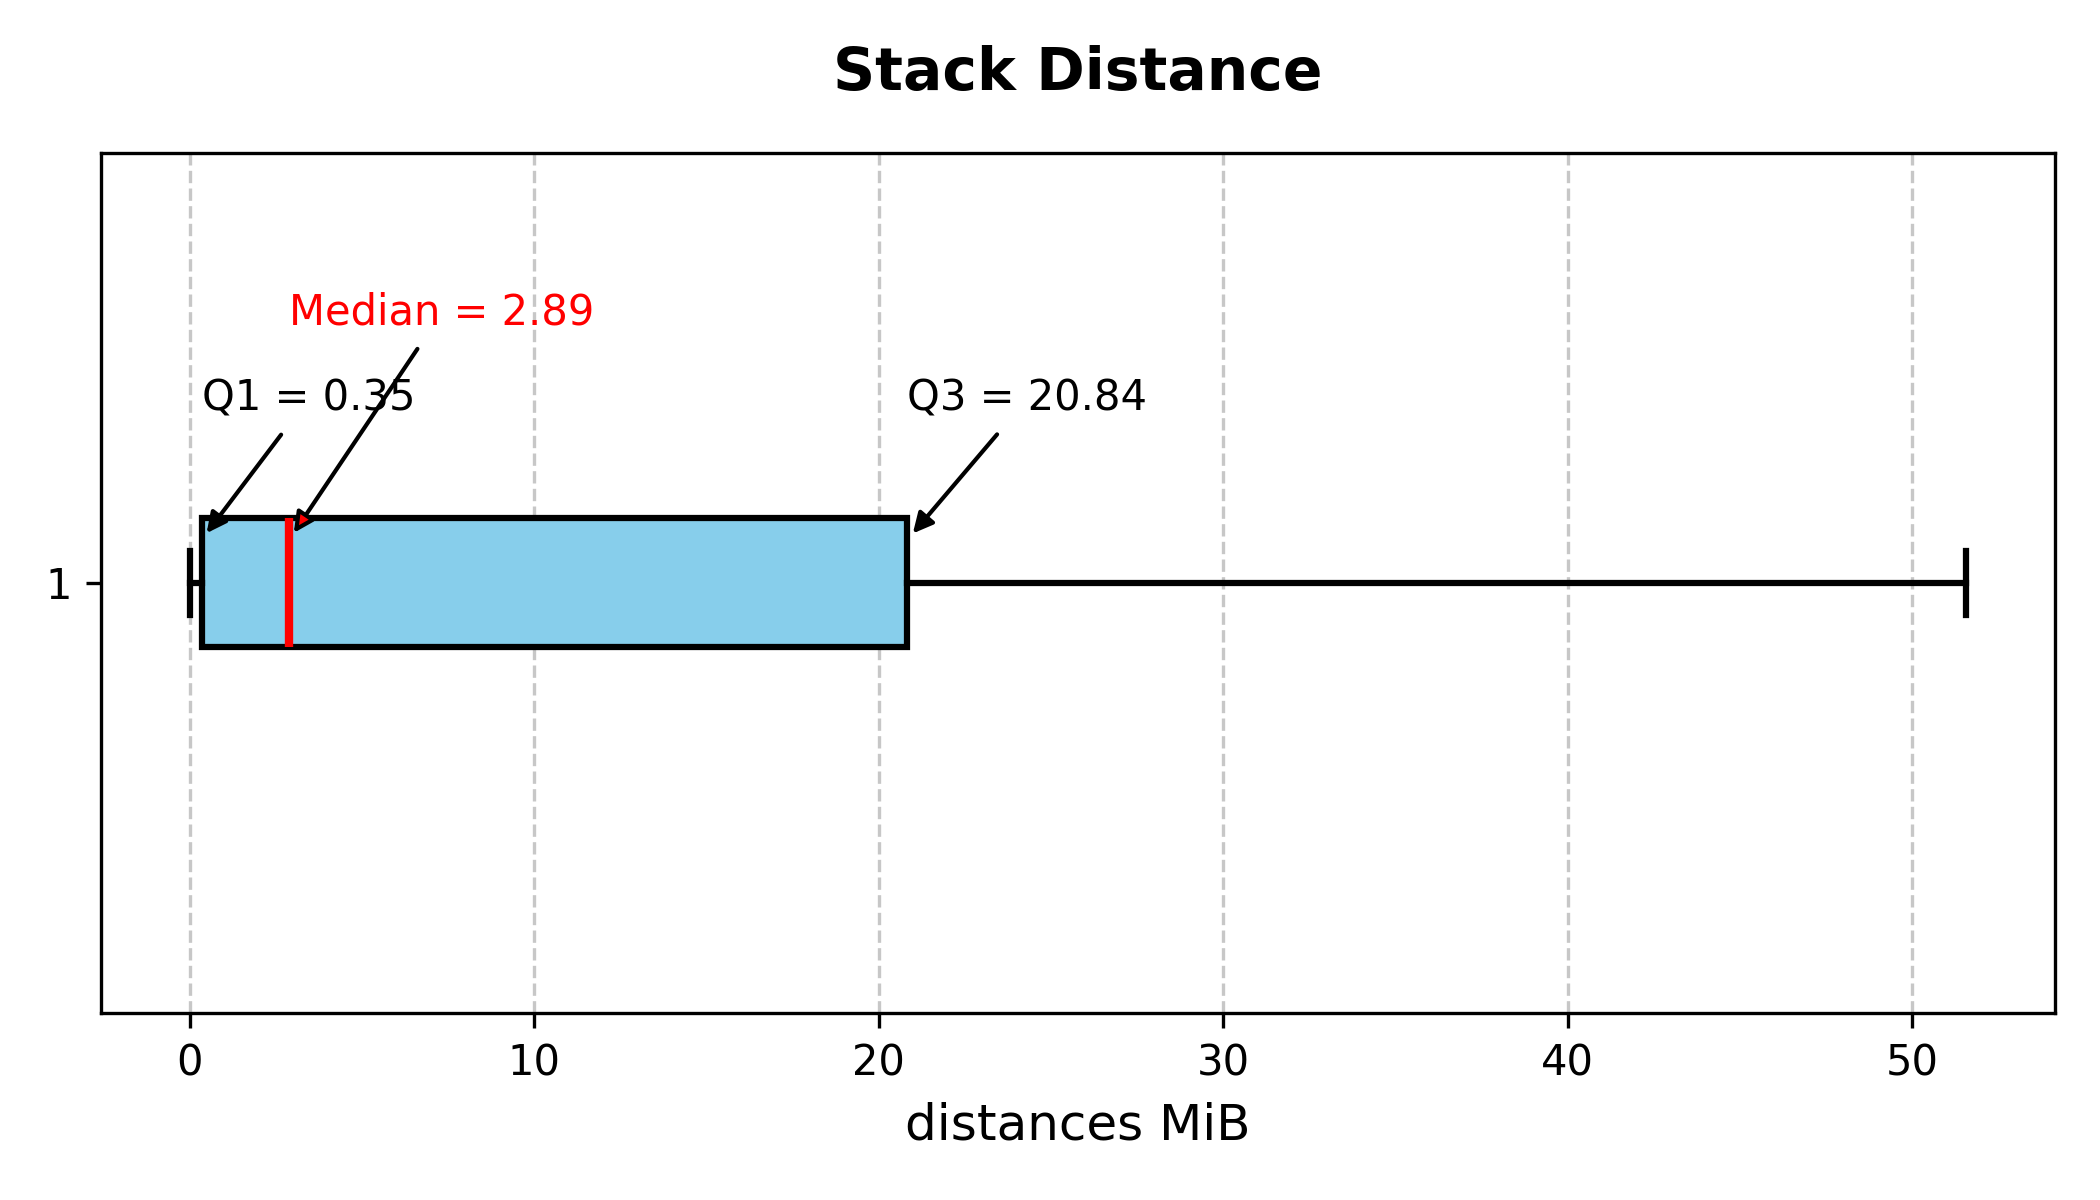 Stack Distance
Median = 2.89
Q1 = 0.35
Q3 = 20.84
1
0 10 20 30 40 50
distances MiB